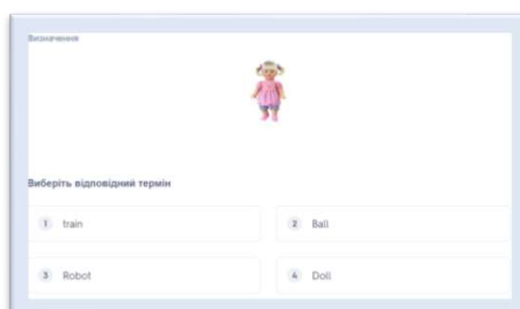 Визначення
Виберіть відповідний термін
1 train
2 Ball
3 Robot
4 Doll